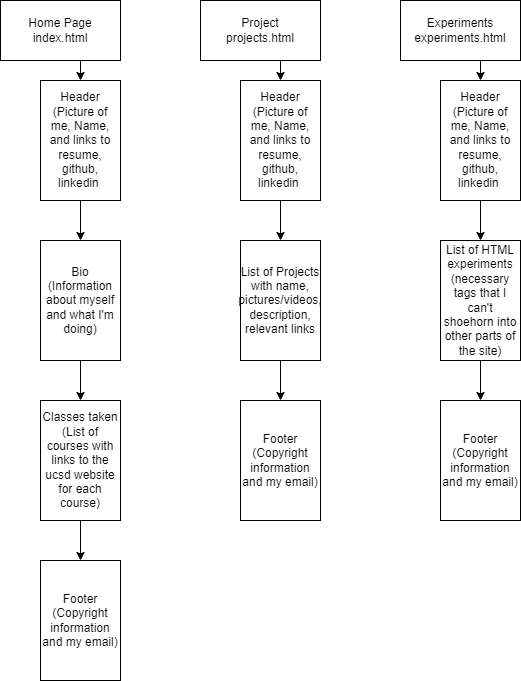 Home Page
index.html
Project
projects.html
Experiments
experiments.html
Header
(Picture of
me, Name,
and links to
resume,
github,
linkedin
Header
(Picture of
me, Name,
and links to
resume,
github,
linkedin
Header
(Picture of
me, Name,
and links to
resume,
github,
linkedin
Bio
(Information
about myself
and what I'm
doing)
List of Projects
with name,
pictures/videos,
description,
relevant links
List of HTML
experiments
(necessary
tags that I
can't
shoehorn into
other parts of
the site)
Classes taken
(List of
courses with
links to the
ucsd website
for each
course)
Footer
(Copyright
information
and my email)
Footer
(Copyright
information
and my email)
Footer
(Copyright
information
and my email)